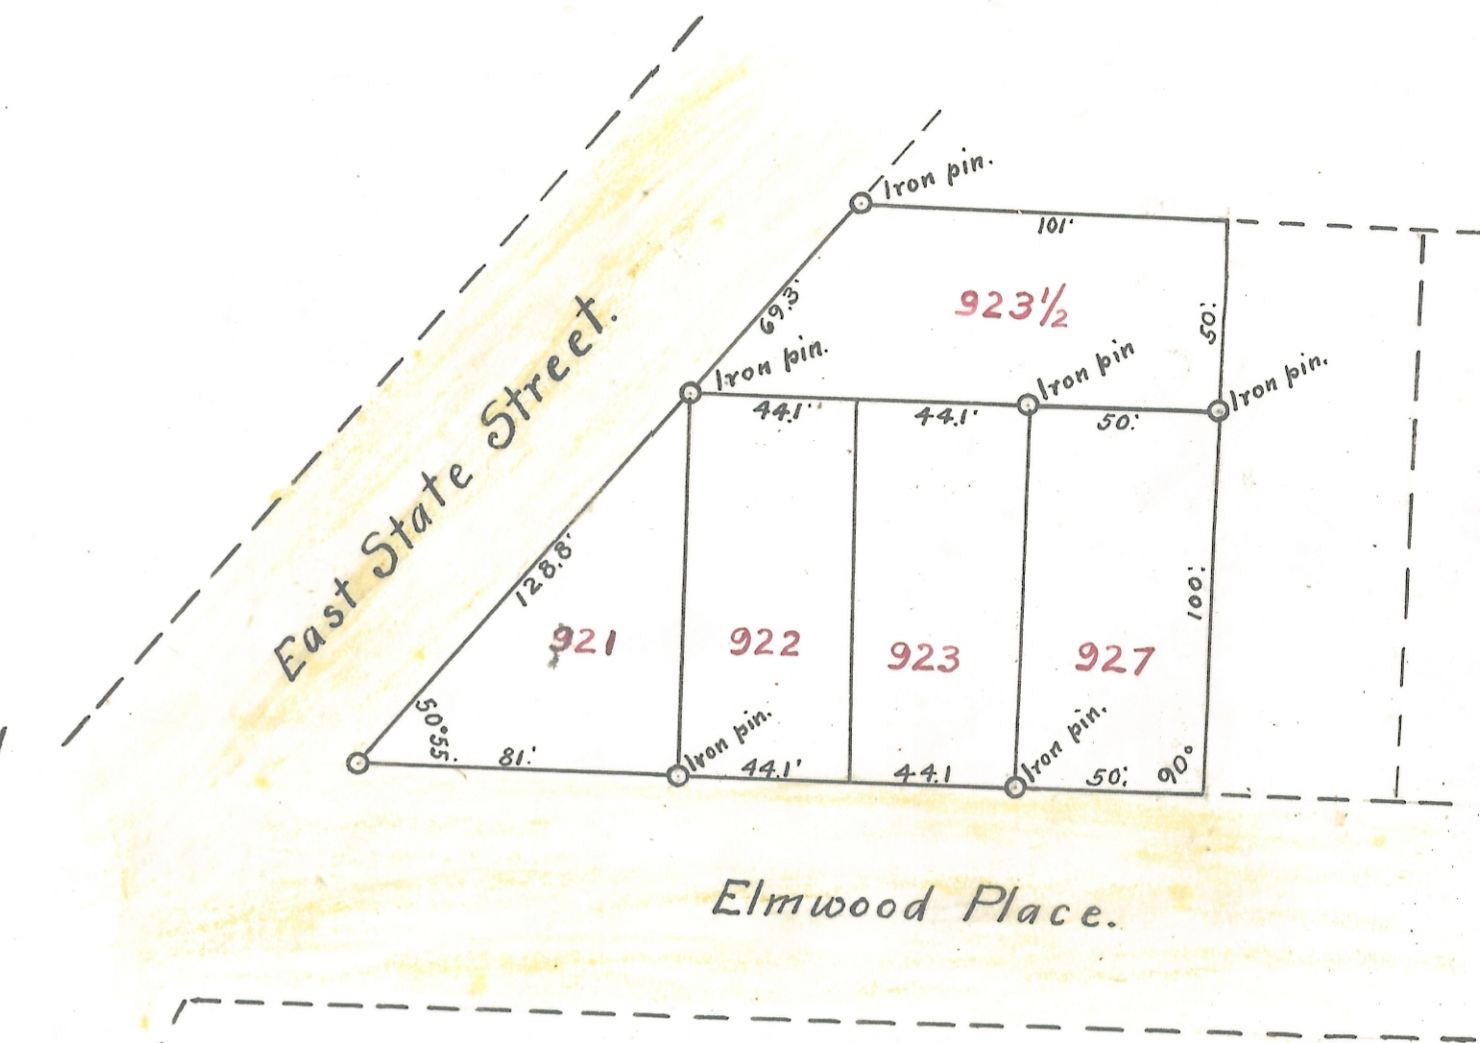 Iron pin.
101'
69.3'
923½
50'.
Iron pin.
Iron pin
Iron pin.
44.1'
44.1'
50'.
East State Street.
128.8'
100'.
921
922
923
927
50°55.
81'.
Iron pin.
44.1'
44.1
Iron pin.
50'.
90°
Elmwood Place.